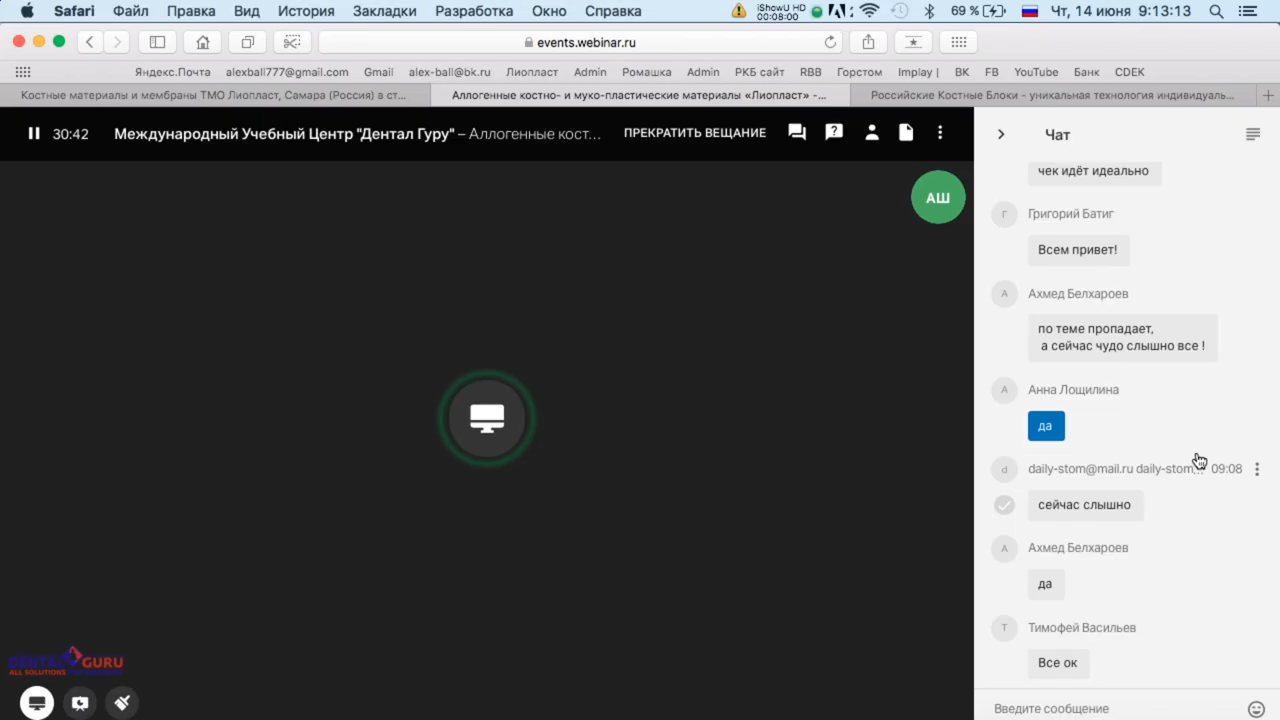 Safari Файл Правка Вид История Закладки Разработка Окно Справка iShowU HD 00:08:00 2 69 % Чт, 14 июня 9:13:13
events.webinar.ru
Яндекс.Почта alexball777@gmail.com Gmail alex-ball@bk.ru Лиопласт Admin Ромашка Admin РКБ сайт RBB Горстом Implay | ВК FB YouTube Банк CDEK
Костные материалы и мембраны ТМО Лиопласт, Самара (Россия) в ст... Аллогенные костно- и муко-пластические материалы «Лиопласт» -... Российские Костные Блоки - уникальная технология индивидуаль...
30:42 Международный Учебный Центр "Дентал Гуру" – Аллогенные кост... ПРЕКРАТИТЬ ВЕЩАНИЕ
АШ
Чат
чек идёт идеально
Г Григорий Батиг
Всем привет!
А Ахмед Белхароев
по теме пропадает,
а сейчас чудо слышно все !
А Анна Лощилина
да
d daily-stom@mail.ru daily-stom... 09:08
сейчас слышно
А Ахмед Белхароев
да
Т Тимофей Васильев
Все ок
Введите сообщение
DENTAL GURU
ALL SOLUTIONS